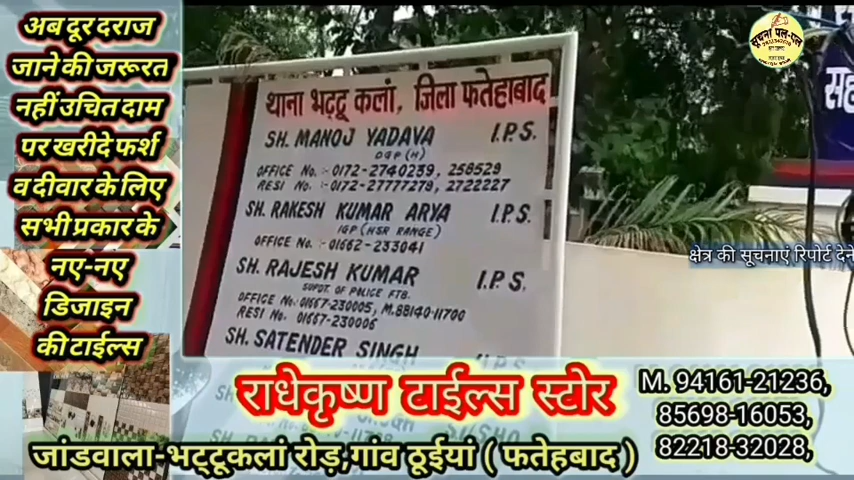 अब दूर दराज
जाने की जरूरत
नहीं उचित दाम
पर खरीदे फर्श
व दीवार के लिए
सभी प्रकार के
नए-नए
डिजाइन
की टाईल्स
थाना भट्टू कलां, जिला फतेहाबाद
SH. MANOJ YADAVA I.P.S.
DGP (H)
OFFICE No. :- 0172-2740239, 258529
RESI No. :- 0172-27777279, 2722227
SH. RAKESH KUMAR ARYA I.P.S.
IGP (HSR RANGE)
OFFICE No. :- 01662-233041
SH. RAJESH KUMAR I.P.S.
SUPDT. OF POLICE FTB.
OFFICE No. 01667-230005, M.88140-11700
RESI No. 01667-230006
SH. SATENDER SINGH
सूचनां पल-पल
क्षेत्र की सूचनाएं रिपोर्ट देने
राधेकृष्ण टाईल्स स्टोर
M. 94161-21236,
85698-16053,
82218-32028,
जांडवाला-भट्टूकलां रोड़,गांव ठूईयां ( फतेहबाद )